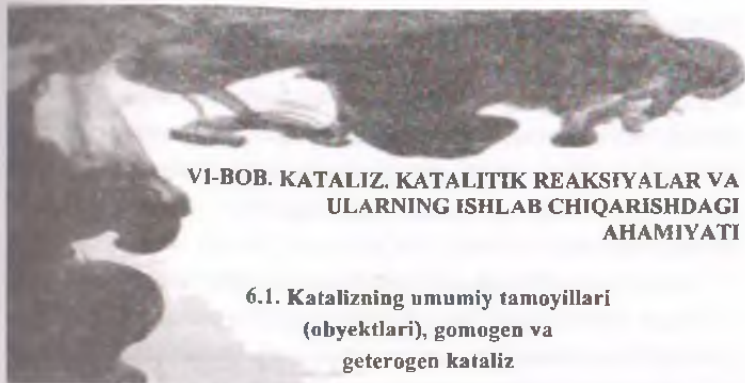 VI-BOB. KATALIZ. KATALITIK REAKSIYALAR VA
ULARNING ISHLAB CHIQARISHDAGI
AHAMIYATI
6.1. Katalizning umumiy tamoyillari
(obyektlari), gomogen va
geterogen kataliz